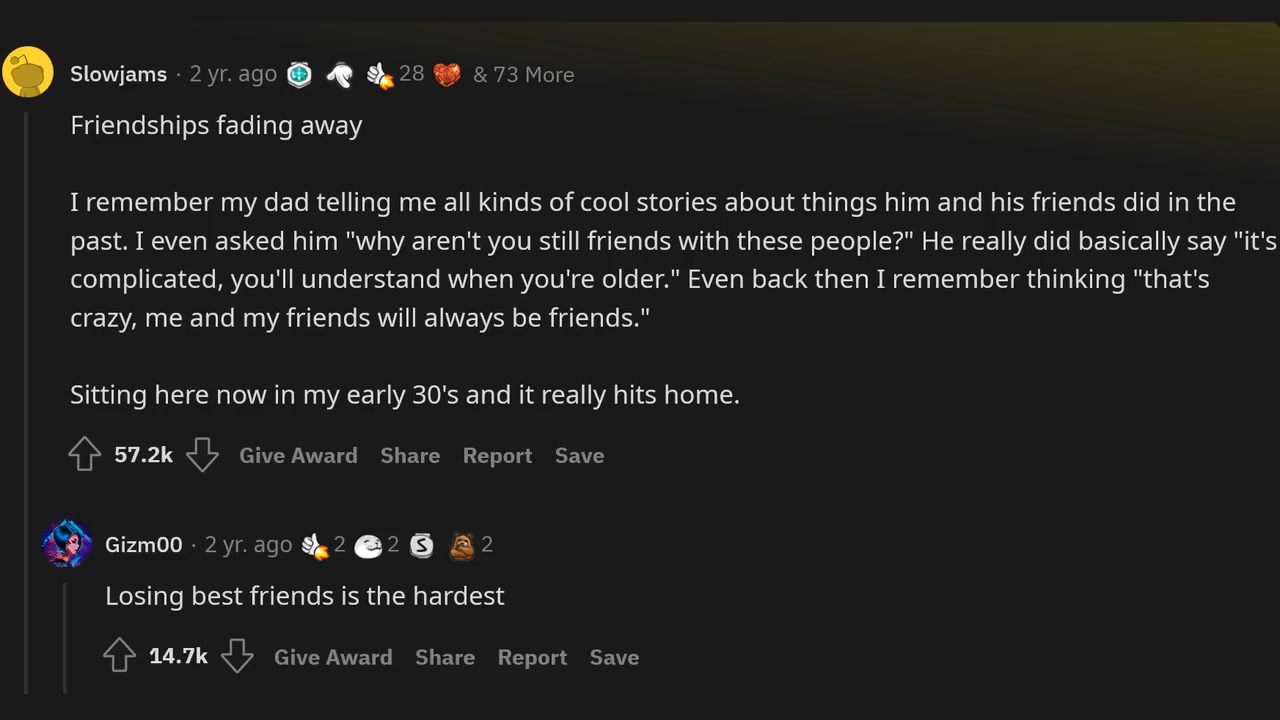 Slowjams · 2 yr. ago 28 & 73 More
Friendships fading away
I remember my dad telling me all kinds of cool stories about things him and his friends did in the
past. I even asked him "why aren't you still friends with these people?" He really did basically say "it's
complicated, you'll understand when you're older." Even back then I remember thinking "that's
crazy, me and my friends will always be friends."
Sitting here now in my early 30's and it really hits home.
57.2k Give Award Share Report Save
Gizm00 · 2 yr. ago 2 2 S 2
Losing best friends is the hardest
14.7k Give Award Share Report Save